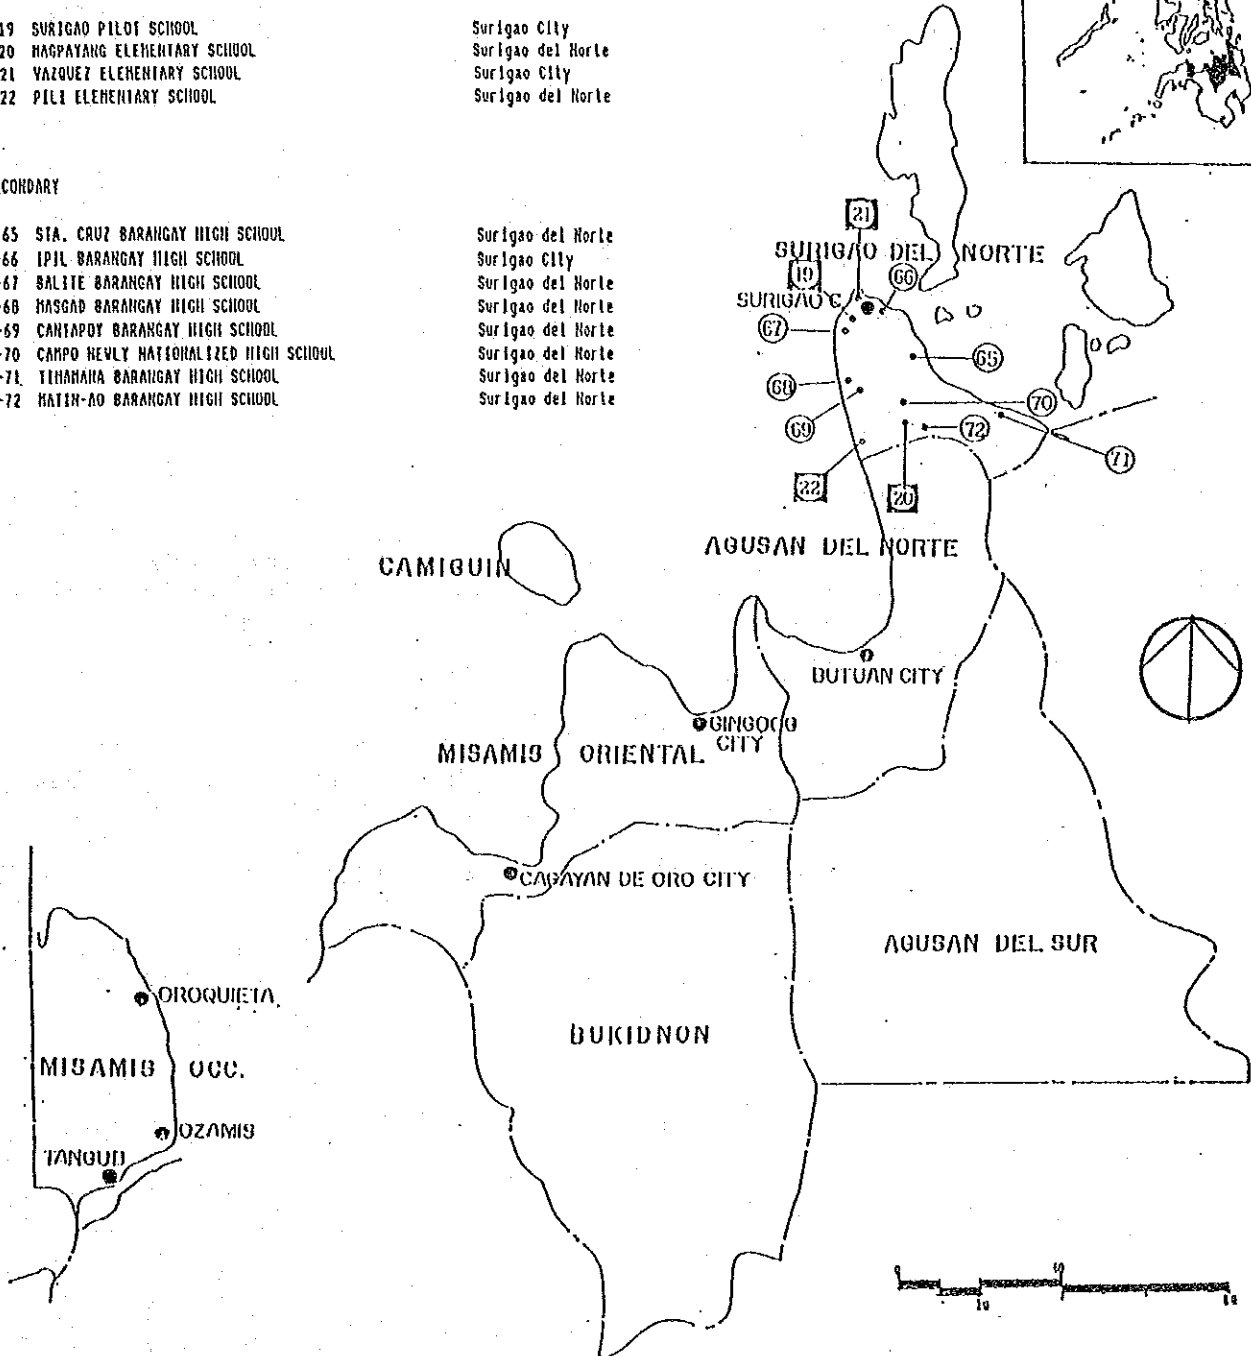 19 SURIGAO PILOT SCHOOL Surigao City
20 MAGPAYANG ELEMENTARY SCHOOL Surigao del Norte
21 VAZQUEZ ELEMENTARY SCHOOL Surigao City
22 PILI ELEMENTARY SCHOOL Surigao del Norte
CONDARY
65 STA. CRUZ BARANGAY HIGH SCHOOL Surigao del Norte
66 IPIL BARANGAY HIGH SCHOOL Surigao City
67 BALITE BARANGAY HIGH SCHOOL Surigao del Norte
68 MASGAD BARANGAY HIGH SCHOOL Surigao del Norte
69 CANTAPOY BARANGAY HIGH SCHOOL Surigao del Norte
70 CAMPO NEWLY NATIONALIZED HIGH SCHOOL Surigao del Norte
71 TIMAMANA BARANGAY HIGH SCHOOL Surigao del Norte
72 MATIN-AO BARANGAY HIGH SCHOOL Surigao del Norte
21
SURIGAO DEL NORTE
19
66
SURIGAO C.
67
65
68
70
69
72
71
22
20
AGUSAN DEL NORTE
CAMIGUIN
BUTUAN CITY
GINGOOG
CITY
MISAMIS ORIENTAL
CAGAYAN DE ORO CITY
AGUSAN DEL SUR
OROQUIETA
BUKIDNON
MISAMIS OCC.
OZAMIS
TANGUB